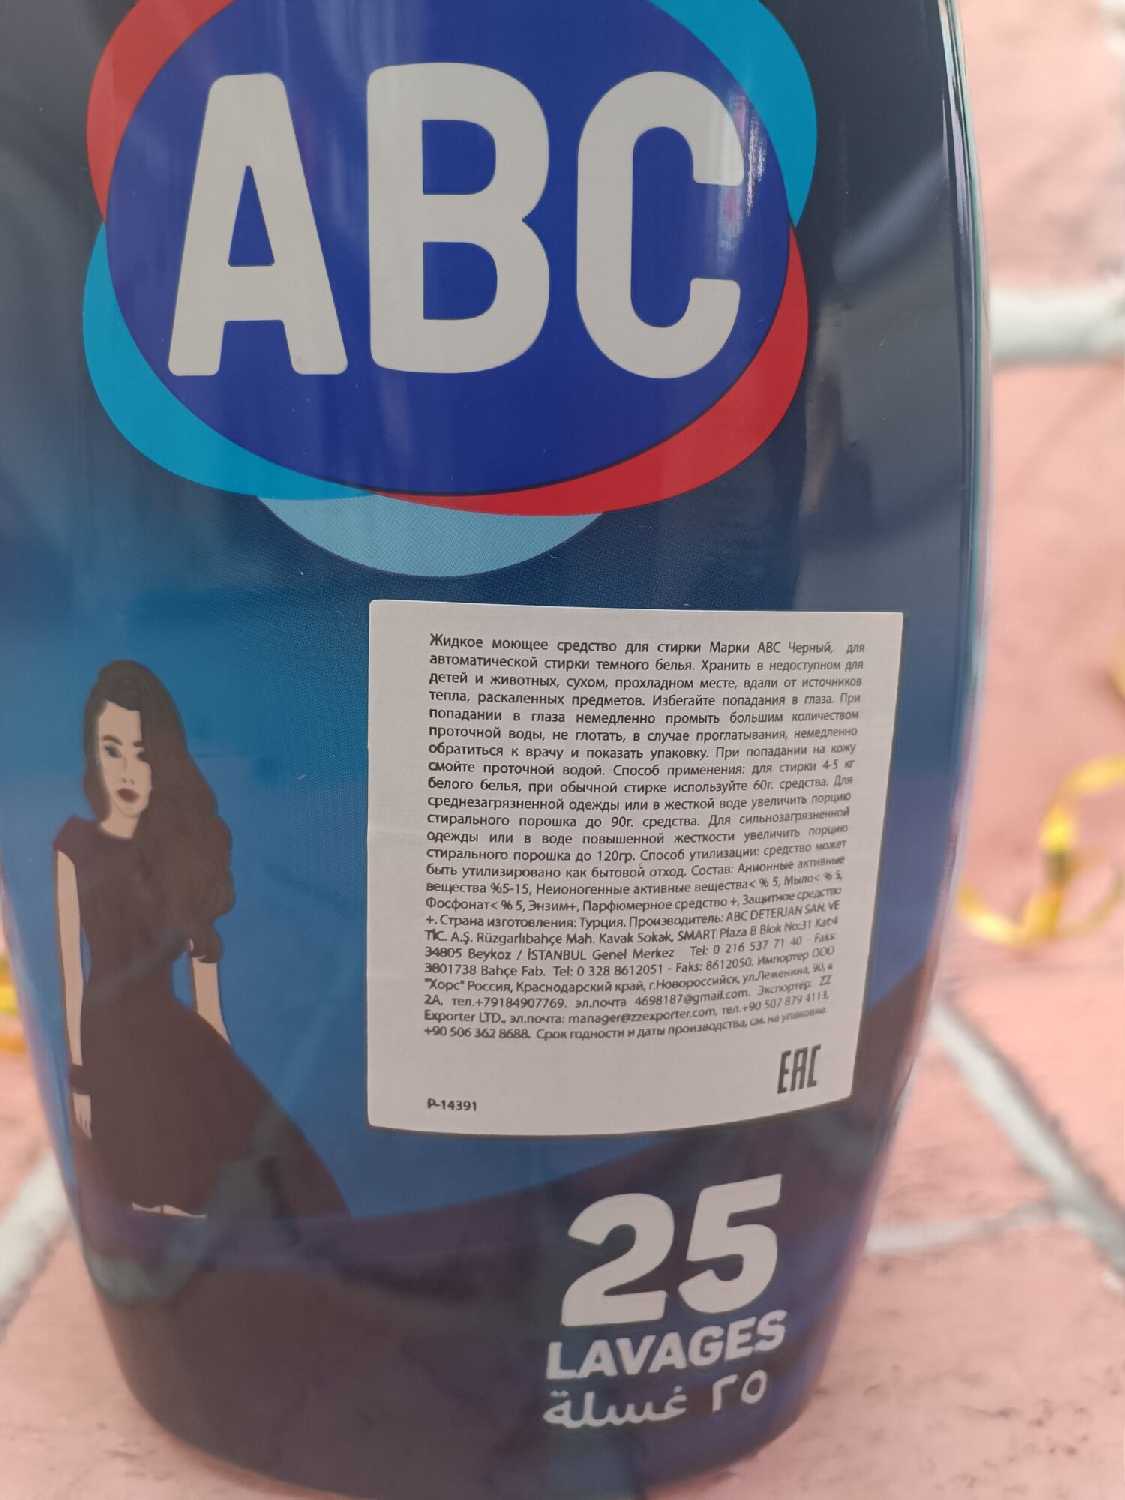 ABC
Жидкое моющее средство для стирки Марки ABC Черный, для
автоматической стирки темного белья. Хранить в недоступном для
детей и животных, сухом, прохладном месте, вдали от источников
тепла, раскаленных предметов. Избегайте попадания в глаза. При
попадании в глаза немедленно промыть большим количеством
проточной воды, не глотать, в случае проглатывания, немедленно
обратиться к врачу и показать упаковку. При попадании на кожу
смойте проточной водой. Способ применения: для стирки 4-5 кг
белого белья, при обычной стирке используйте 60г. средства. Для
среднезагрязненной одежды или в жесткой воде увеличить порцию
стирального порошка до 90г. средства. Для сильнозагрязненной
одежды или в воде повышенной жесткости увеличить порцию
стирального порошка до 120гр. Способ утилизации: средство может
быть утилизировано как бытовой отход. Состав: Анионные активные
вещества %5-15, Неионогенные активные вещества< % 5, Мыло< % 5,
Фосфонат< % 5, Энзим+, Парфюмерное средство +, Защитное средство
+. Страна изготовления: Турция. Производитель: ABC DETERJAN SAN. VE
TİC. A.Ş. Rüzgarlıbahçe Mah. Kavak Sokak, SMART Plaza B Blok No:31 Kat:4
34805 Beykoz / İSTANBUL Genel Merkez Tel: 0 216 537 71 40 - Faks:
3801738 Bahçe Fab. Tel: 0 328 8612051 - Faks: 8612050. Импортер ООО
"Хорс" Россия, Краснодарский край, г.Новороссийск, 90, к
2А, тел.+79184907769. эл.почта 4698187@gmail.com. Экспортер: ZZ
Exporter LTD., эл.почта: manager@zzexporter.com, тел.+90 507 879 4113,
+90 506 362 8688. Срок годности и даты производства, см. на упаковке.
EAC
P-14391
25
LAVAGES
٢٥ غسلة